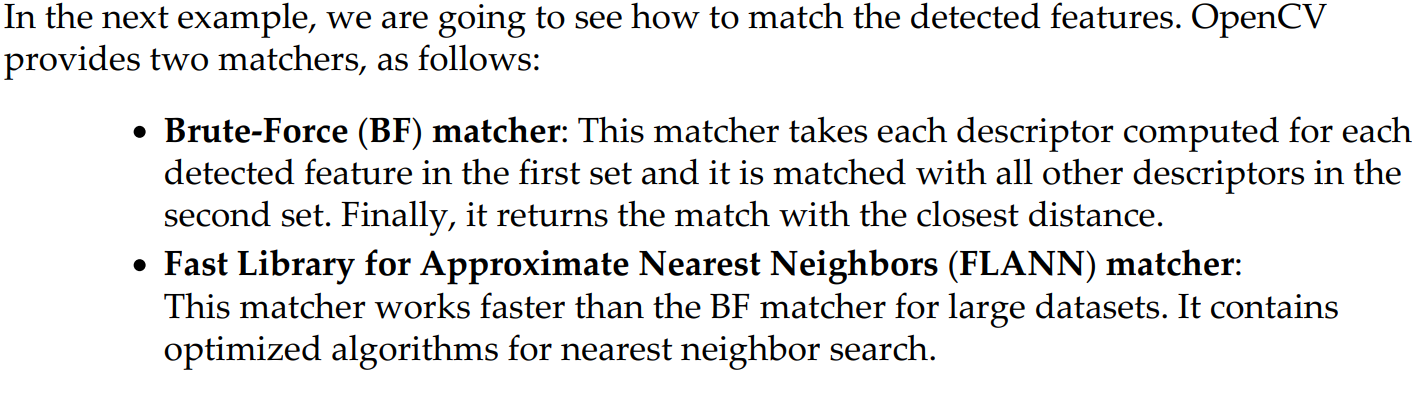 In the next example, we are going to see how to match the detected features. OpenCV
provides two matchers, as follows:
• Brute-Force (BF) matcher: This matcher takes each descriptor computed for each
detected feature in the first set and it is matched with all other descriptors in the
second set. Finally, it returns the match with the closest distance.
• Fast Library for Approximate Nearest Neighbors (FLANN) matcher:
This matcher works faster than the BF matcher for large datasets. It contains
optimized algorithms for nearest neighbor search.